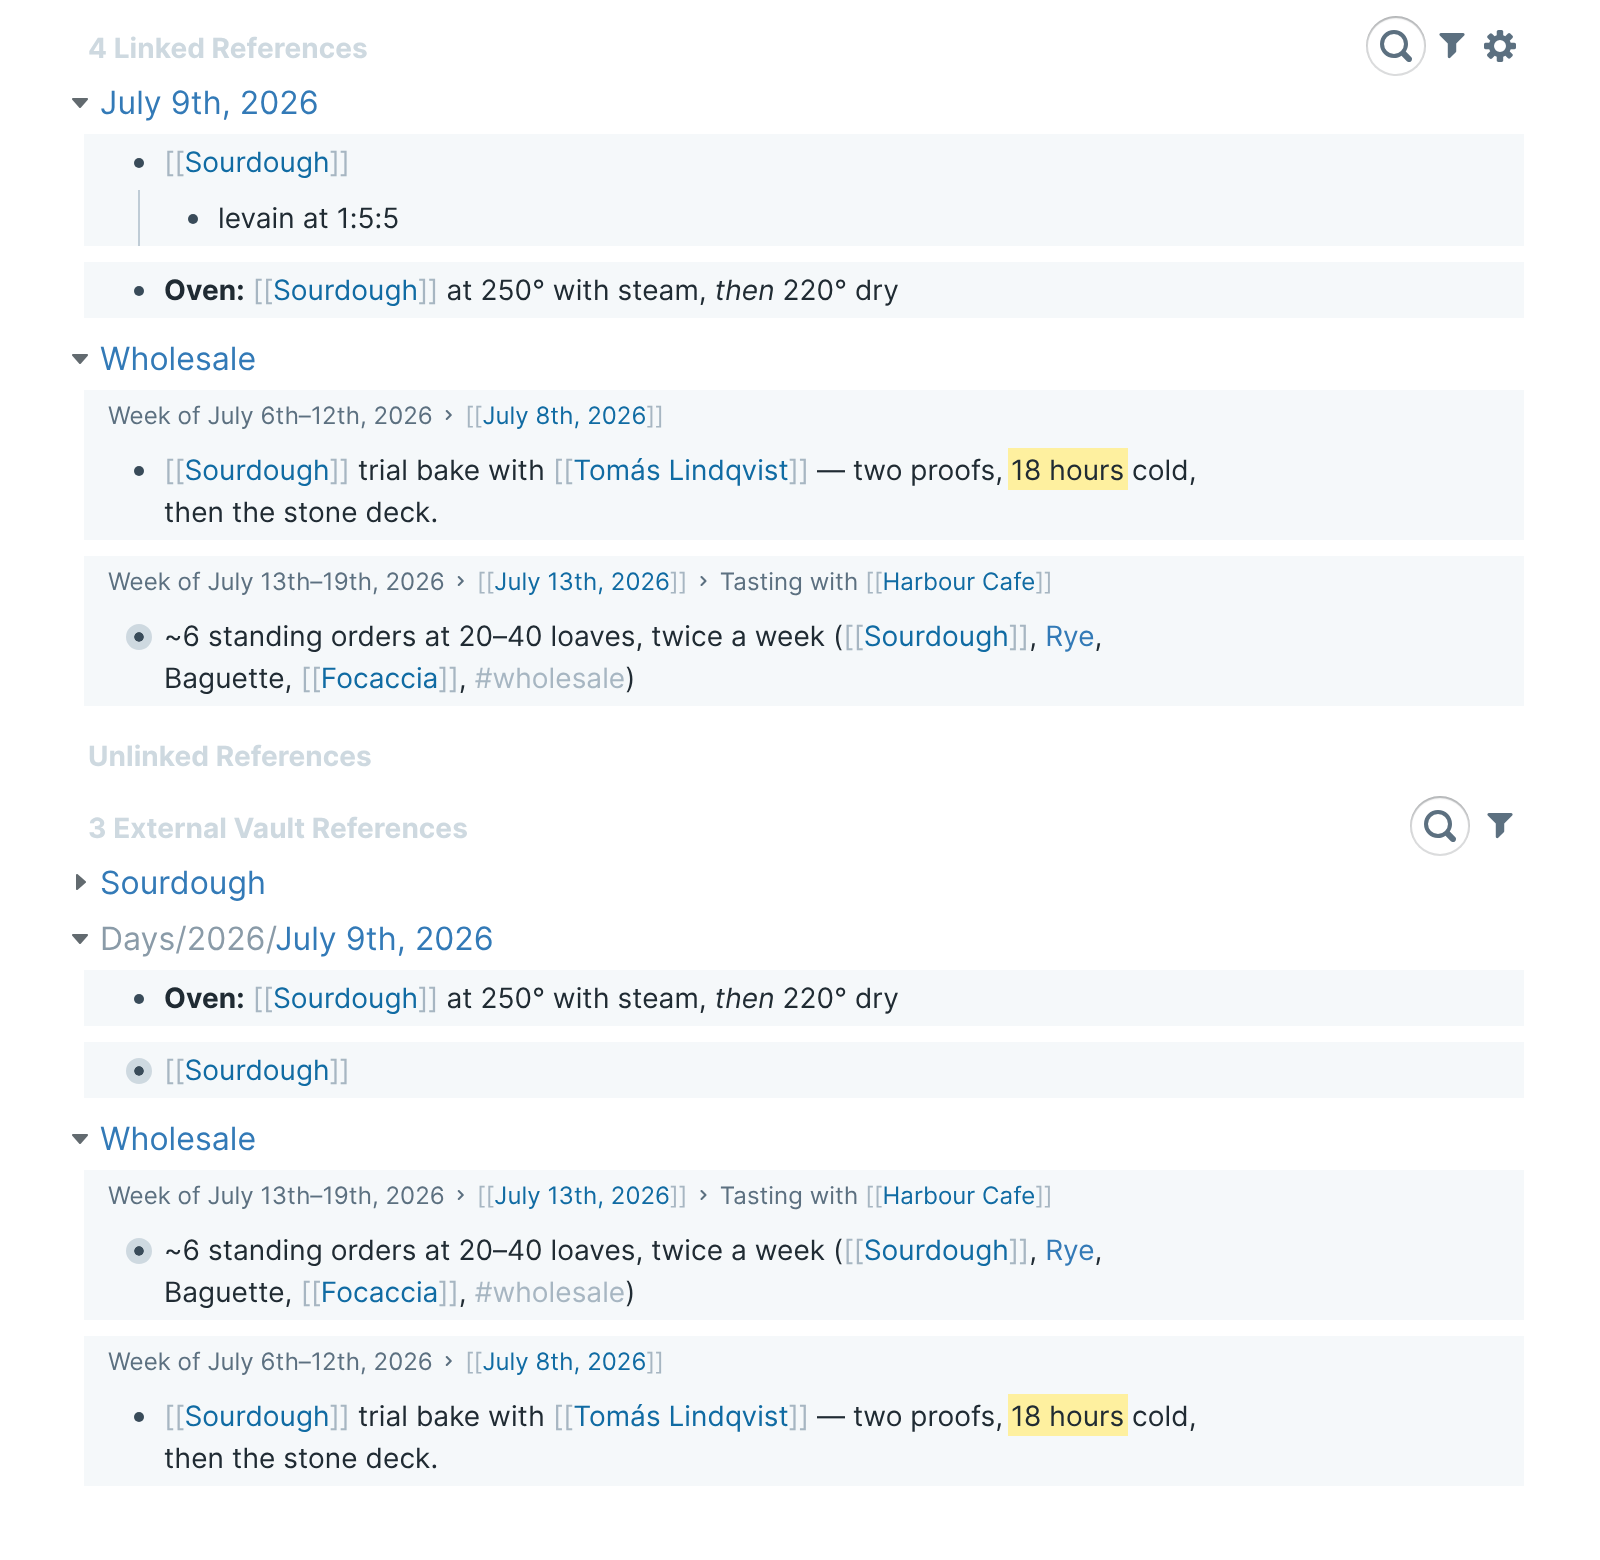 4 Linked References
July 9th, 2026
[[Sourdough]]
levain at 1:5:5
Oven: [[Sourdough]] at 250° with steam, then 220° dry
Wholesale
Week of July 6th–12th, 2026 › [[July 8th, 2026]]
[[Sourdough]] trial bake with [[Tomás Lindqvist]] — two proofs, 18 hours cold,
then the stone deck.
Week of July 13th–19th, 2026 › [[July 13th, 2026]] › Tasting with [[Harbour Cafe]]
~6 standing orders at 20–40 loaves, twice a week ([[Sourdough]], Rye,
Baguette, [[Focaccia]], #wholesale)
Unlinked References
3 External Vault References
Sourdough
Days/2026/July 9th, 2026
Oven: [[Sourdough]] at 250° with steam, then 220° dry
[[Sourdough]]
Wholesale
Week of July 13th–19th, 2026 › [[July 13th, 2026]] › Tasting with [[Harbour Cafe]]
~6 standing orders at 20–40 loaves, twice a week ([[Sourdough]], Rye,
Baguette, [[Focaccia]], #wholesale)
Week of July 6th–12th, 2026 › [[July 8th, 2026]]
[[Sourdough]] trial bake with [[Tomás Lindqvist]] — two proofs, 18 hours cold,
then the stone deck.